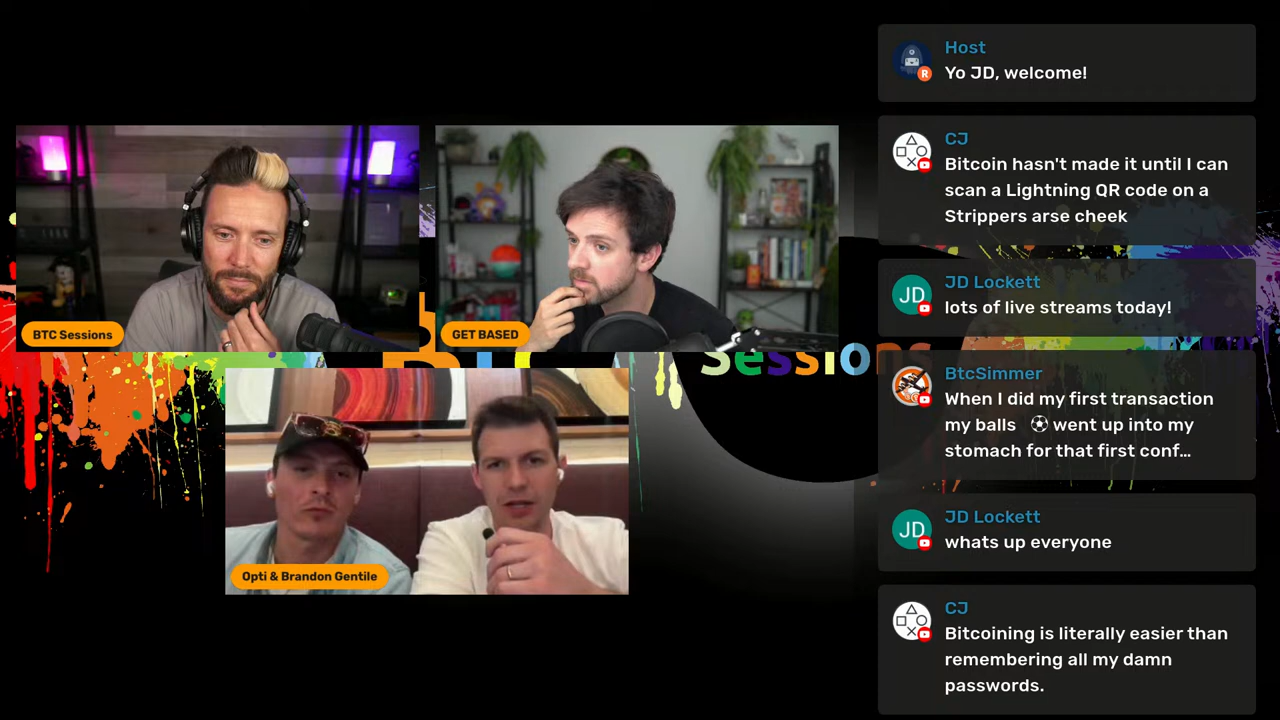 Host
Yo JD, welcome!
CJ
Bitcoin hasn't made it until I can
scan a Lightning QR code on a
Strippers arse cheek
JD
JD Lockett
lots of live streams today!
BtcSimmer
When I did my first transaction
my balls ⚽ went up into my
stomach for that first conf...
JD
JD Lockett
whats up everyone
CJ
Bitcoining is literally easier than
remembering all my damn
passwords.
BTC Sessions
GET BASED
Sessions
Opti & Brandon Gentile